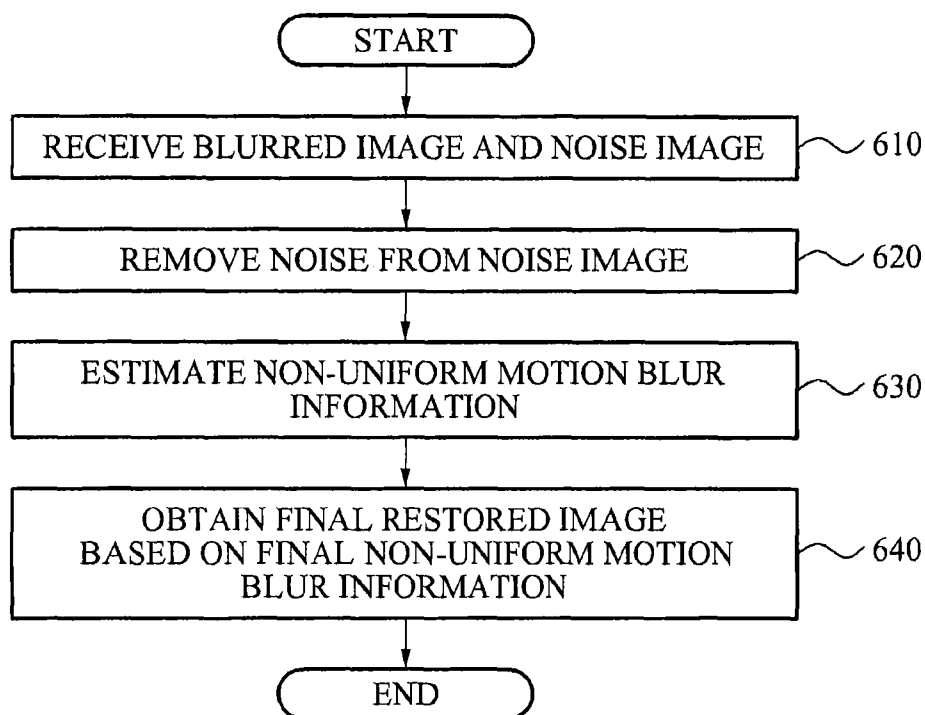 START
RECEIVE BLURRED IMAGE AND NOISE IMAGE
610
REMOVE NOISE FROM NOISE IMAGE
620
ESTIMATE NON-UNIFORM MOTION BLUR
INFORMATION
630
OBTAIN FINAL RESTORED IMAGE
BASED ON FINAL NON-UNIFORM MOTION
BLUR INFORMATION
640
END